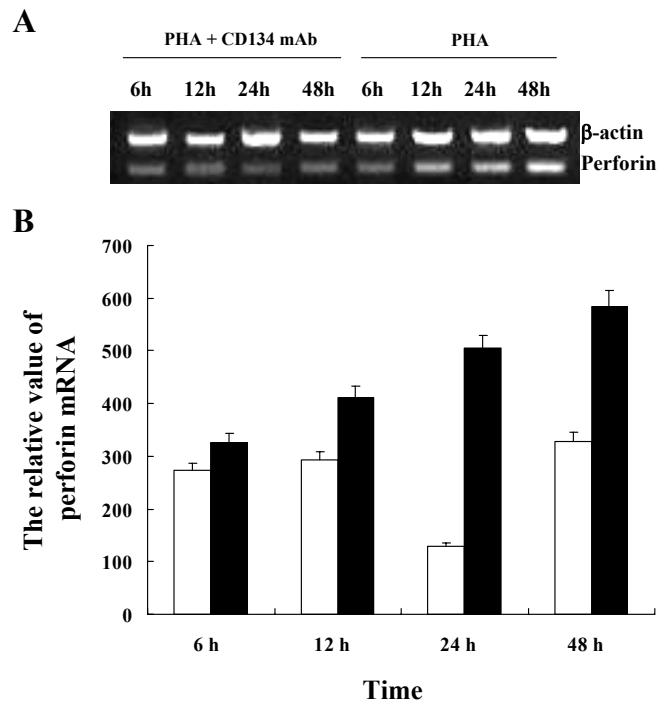 A
PHA + CD134 mAb PHA
6h 12h 24h 48h 6h 12h 24h 48h
β-actin
Perforin
B
The relative value of
perforin mRNA
700
600
500
400
300
200
100
0
6 h 12 h 24 h 48 h
Time